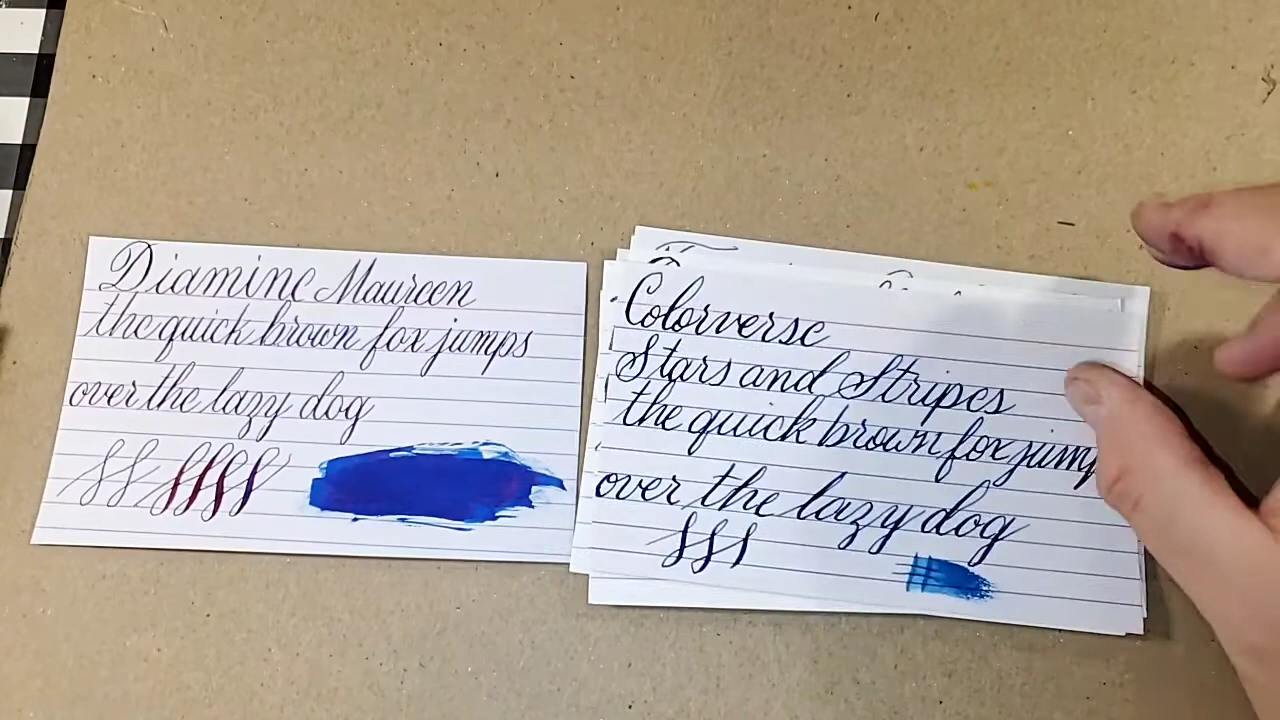 Diamine Maureen
the quick brown fox jumps
over the lazy dog
Colorverse
Stars and Stripes
the quick brown fox jump
over the lazy dog